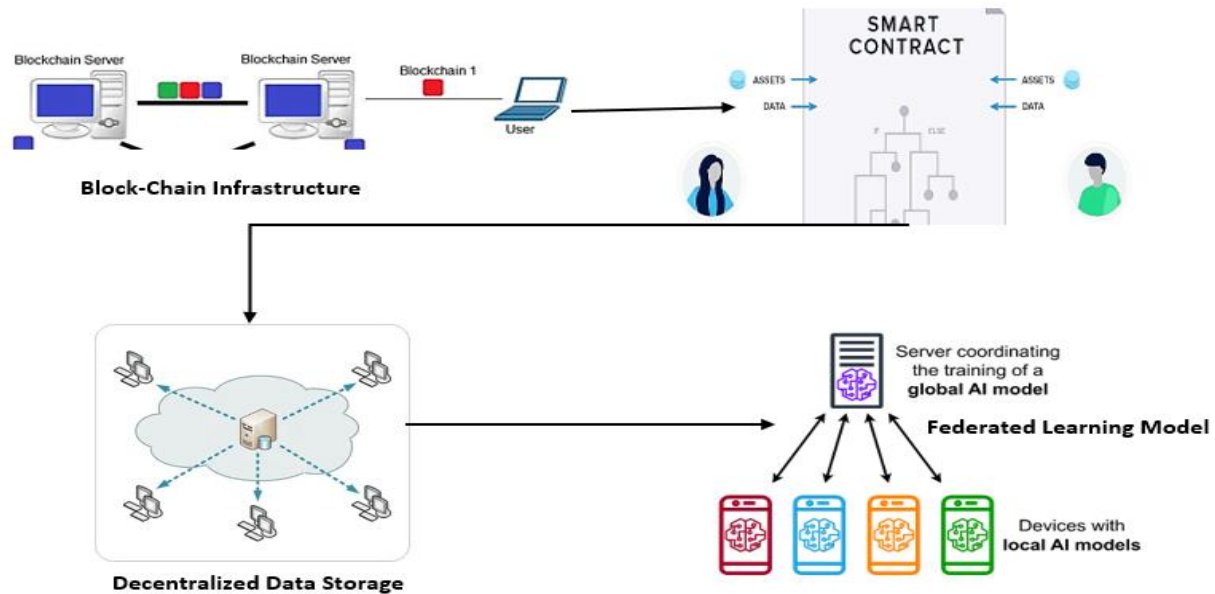 SMART
CONTRACT
Blockchain Server
Blockchain Server
Blockchain 1
User
ASSETS
DATA
ASSETS
DATA
IF
ELSE
Block-Chain Infrastructure
Server coordinating
the training of a
global AI model
Federated Learning Model
Devices with
local AI models
Decentralized Data Storage